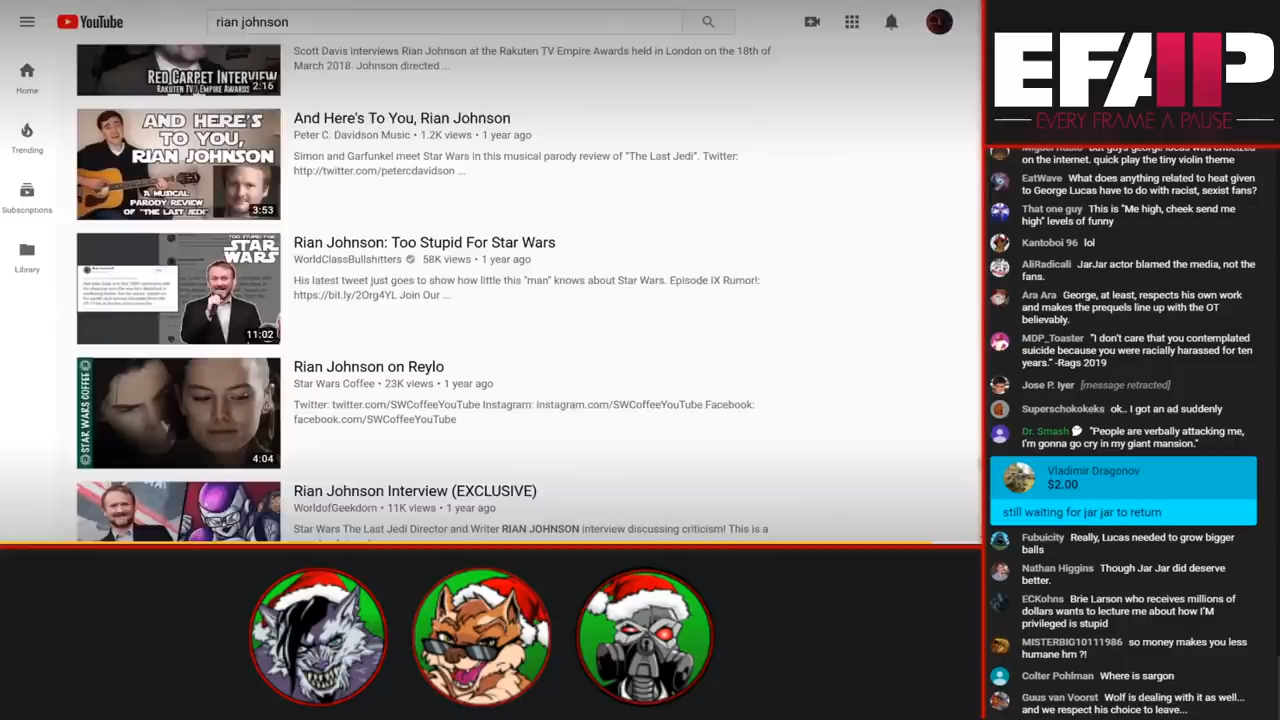 YouTube
rian johnson
Home
Trending
Subscriptions
Library
RED CARPET INTERVIEW
RAKUTEN TV EMPIRE AWARDS
2:16
Scott Davis interviews Rian Johnson at the Rakuten TV Empire Awards held in London on the 18th of
March 2018. Johnson directed ...
AND HERE'S
TO YOU,
RIAN JOHNSON
A MUSICAL
PARODY REVIEW
OF "THE LAST JEDI"
3:53
And Here's To You, Rian Johnson
Peter C. Davidson Music • 1.2K views • 1 year ago
Simon and Garfunkel meet Star Wars in this musical parody review of "The Last Jedi". Twitter:
http://twitter.com/petercdavidson ...
TOO STUPID FOR
STAR
WARS
11:02
Rian Johnson: Too Stupid For Star Wars
WorldClassBullshitters 58K views • 1 year ago
His latest tweet just goes to show how little this "man" knows about Star Wars. Episode IX Rumor!:
https://bit.ly/2Org4YL Join Our ...
STAR WARS COFFEE
4:04
Rian Johnson on Reylo
Star Wars Coffee • 23K views • 1 year ago
Twitter: twitter.com/SWCoffeeYouTube Instagram: instagram.com/SWCoffeeYouTube Facebook:
facebook.com/SWCoffeeYouTube
Rian Johnson Interview (EXCLUSIVE)
WorldofGeekdom • 11K views • 1 year ago
Star Wars The Last Jedi Director and Writer RIAN JOHNSON interview discussing criticism! This is a
EFAP
EVERY FRAME A PAUSE
Miguel Rubio but guys george lucas was criticized
on the internet. quick play the tiny violin theme
EatWave What does anything related to heat given
to George Lucas have to do with racist, sexist fans?
That one guy This is "Me high, cheek send me
high" levels of funny
Kantoboi 96 lol
AliRadicali JarJar actor blamed the media, not the
fans.
Ara Ara George, at least, respects his own work
and makes the prequels line up with the OT
believably.
MDP_Toaster "I don't care that you contemplated
suicide because you were racially harassed for ten
years." -Rags 2019
Jose P. Iyer [message retracted]
Superschokokeks ok.. I got an ad suddenly
Dr. Smash "People are verbally attacking me,
I'm gonna go cry in my giant mansion."
Vladimir Dragonov
$2.00
still waiting for jar jar to return
Fubuicity Really, Lucas needed to grow bigger
balls
Nathan Higgins Though Jar Jar did deserve
better.
ECKohns Brie Larson who receives millions of
dollars wants to lecture me about how I'M
privileged is stupid
MISTERBIG10111986 so money makes you less
humane hm ?!
Colter Pohlman Where is sargon
Guus van Voorst Wolf is dealing with it as well...
and we respect his choice to leave...